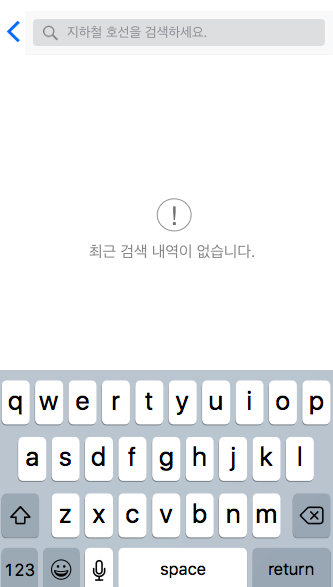 지하철 호선을 검색하세요.
!
최근 검색 내역이 없습니다.
q w e r t y u i o p
a s d f g h j k l
z x c v b n m
123 space return